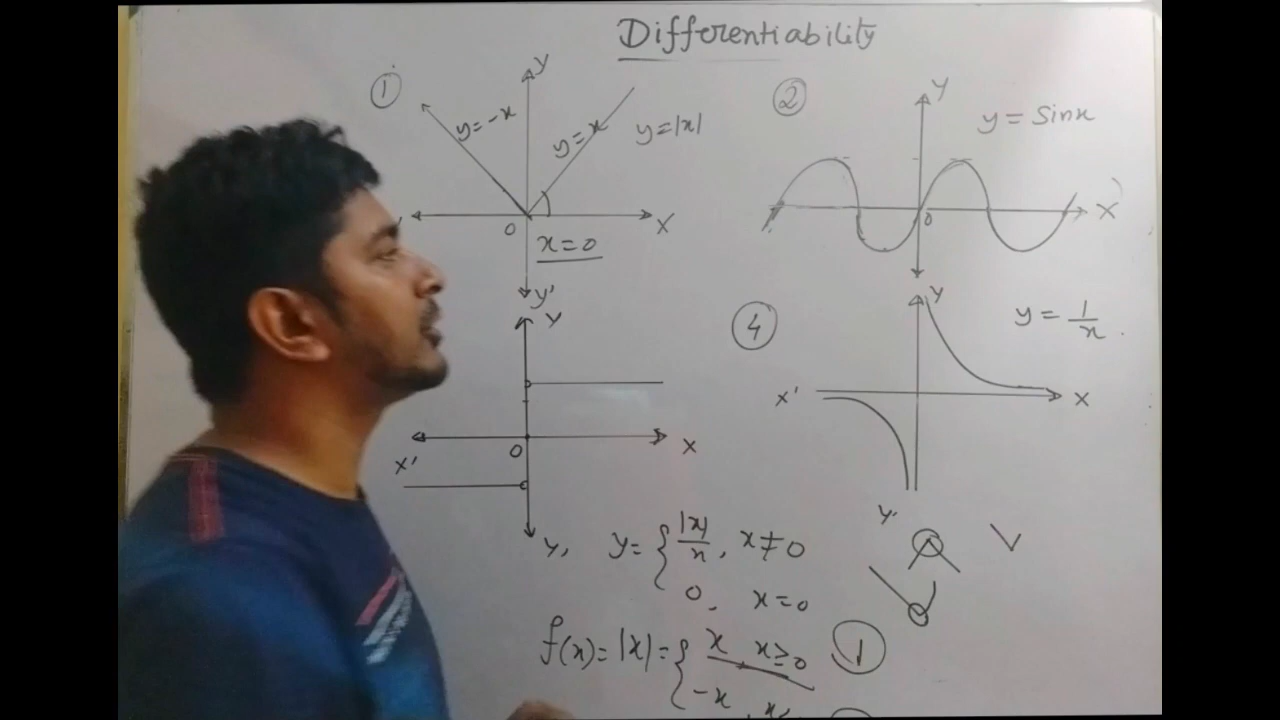 Differentiability
① y
y=-x y=x y=|x|
0 x
x=0
y'
② y
y = sinx
0 x
y
x' 0 x
y,
④ y
y = 1/x
x' x
y'
y = { |x|/x , x≠0
0, x=0
f(x)=|x|= { x x≥0 ①
-x,